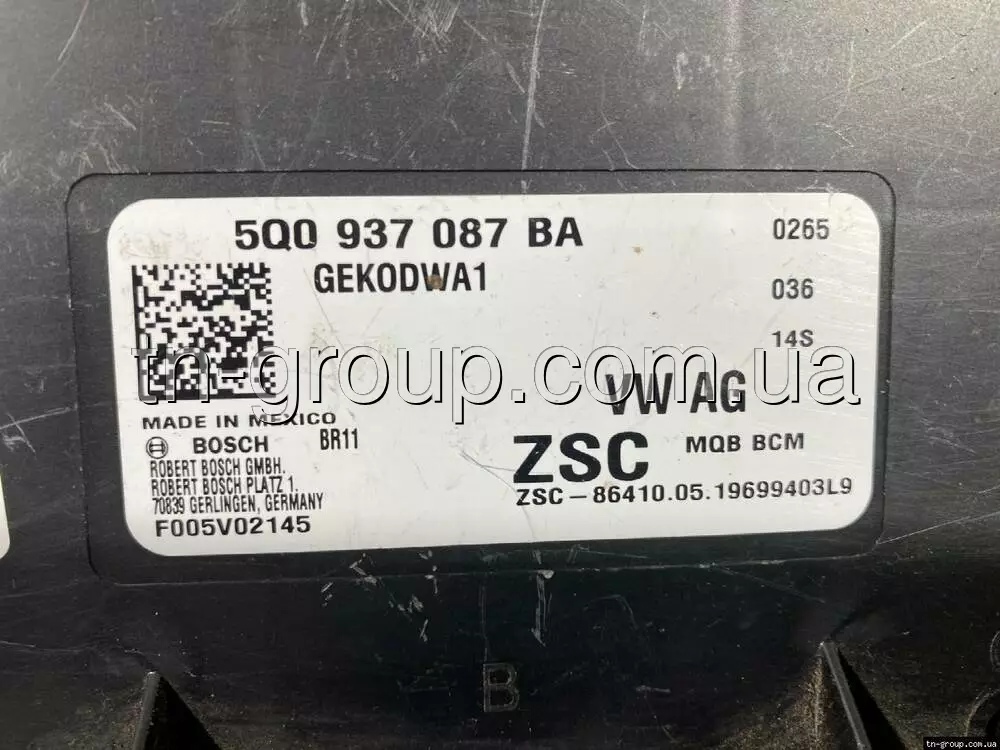 5Q0 937 087 BA
0265
GEKODWA1
036
14S
tn-group.com.ua
VW AG
MADE IN MEXICO
BOSCH
BR11
ZSC
MQB BCM
ROBERT BOSCH GMBH.
ROBERT BOSCH PLATZ 1.
70839 GERLINGEN, GERMANY
ZSC-86410.05.19699403L9
F005V02145
B
tn-group.com.ua